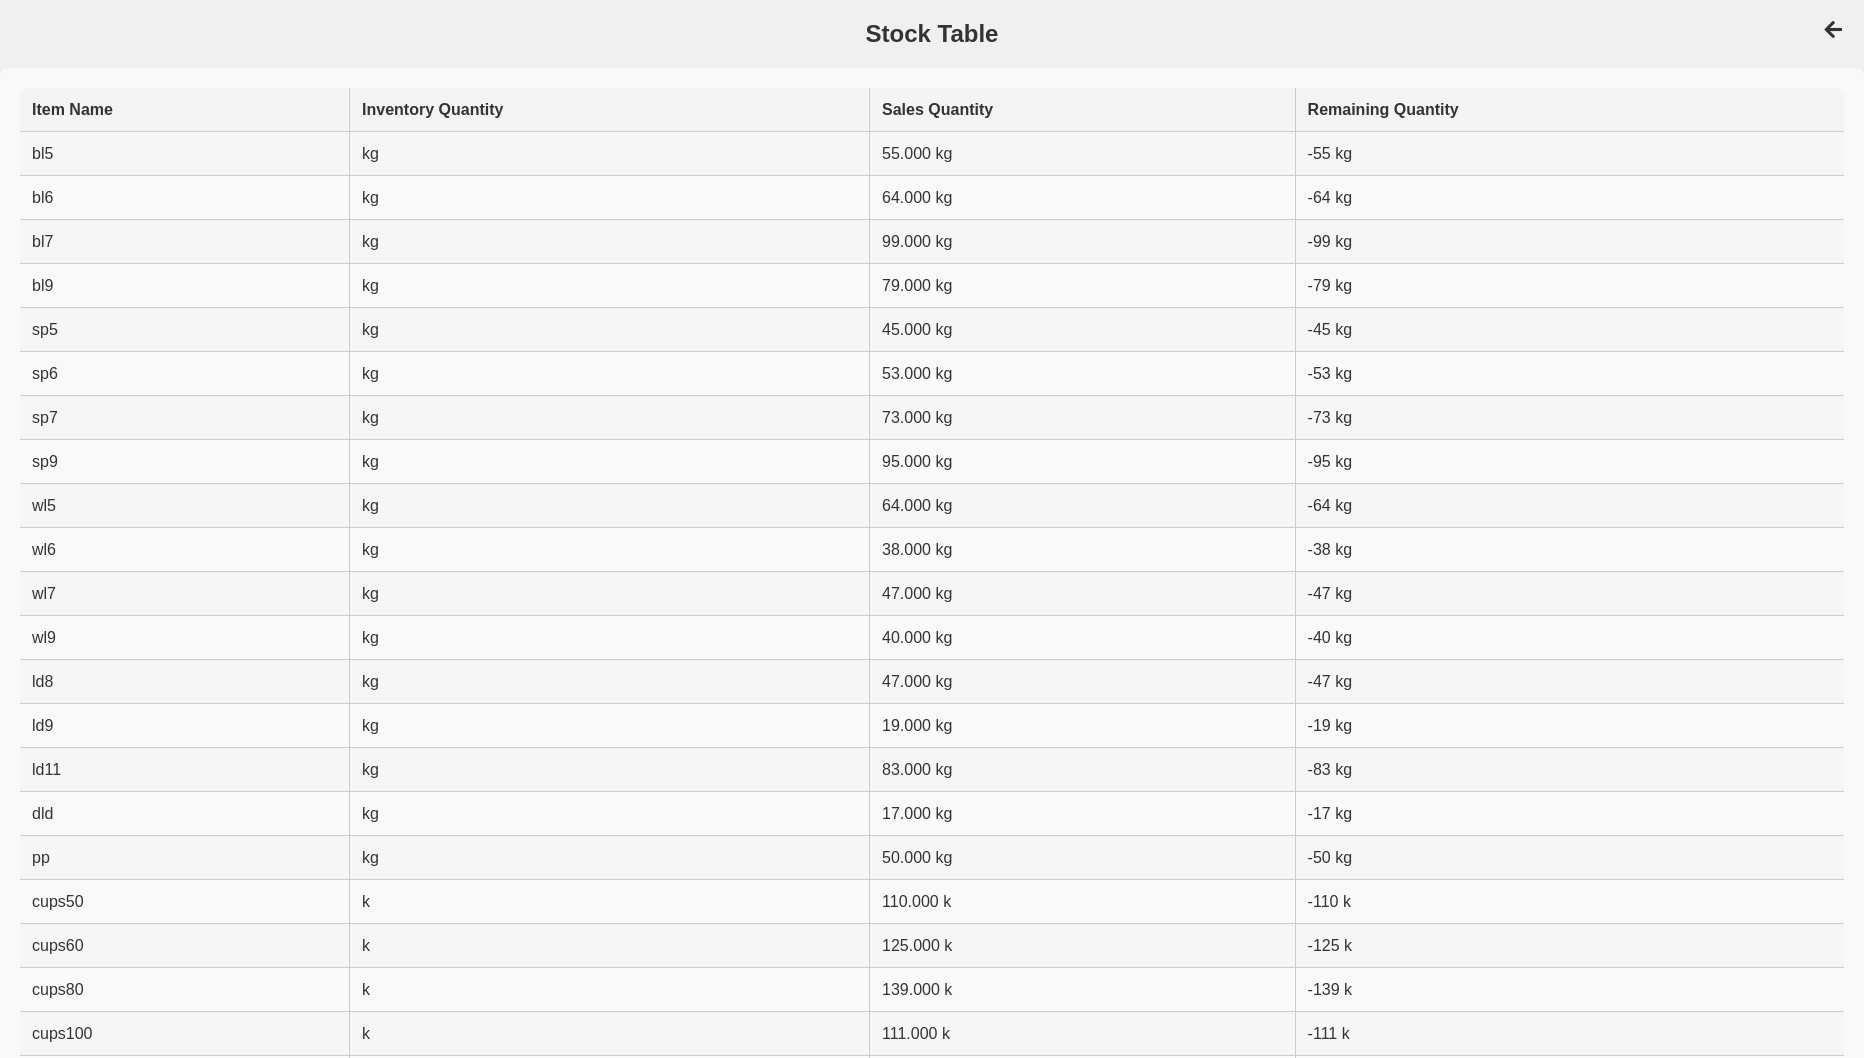 Stock Table
Item Name Inventory Quantity Sales Quantity Remaining Quantity
bl5 kg 55.000 kg -55 kg
bl6 kg 64.000 kg -64 kg
bl7 kg 99.000 kg -99 kg
bl9 kg 79.000 kg -79 kg
sp5 kg 45.000 kg -45 kg
sp6 kg 53.000 kg -53 kg
sp7 kg 73.000 kg -73 kg
sp9 kg 95.000 kg -95 kg
wl5 kg 64.000 kg -64 kg
wl6 kg 38.000 kg -38 kg
wl7 kg 47.000 kg -47 kg
wl9 kg 40.000 kg -40 kg
ld8 kg 47.000 kg -47 kg
ld9 kg 19.000 kg -19 kg
ld11 kg 83.000 kg -83 kg
dld kg 17.000 kg -17 kg
pp kg 50.000 kg -50 kg
cups50 k 110.000 k -110 k
cups60 k 125.000 k -125 k
cups80 k 139.000 k -139 k
cups100 k 111.000 k -111 k